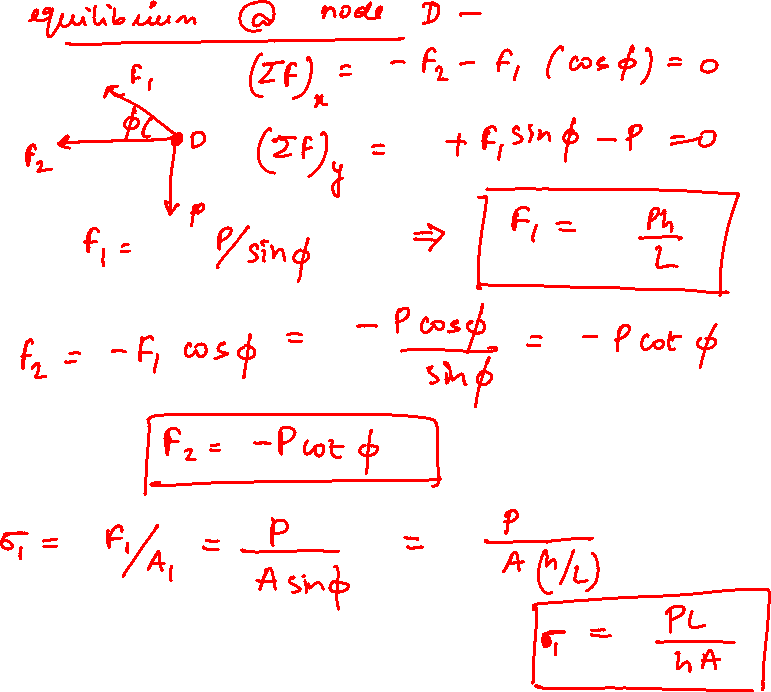 equilibrium @ node D -
(ΣF)x = - F2 - F1 (cos ϕ) = 0
F1 ϕ F2 D P
(ΣF)y = + F1 sin ϕ - P = 0
F1 = P/sin ϕ ⇒ F1 = Ph/L
F2 = - F1 cos ϕ = - P cos ϕ / sin ϕ = - P cot ϕ
F2 = - P cot ϕ
σ1 = F1/A1 = P / A sin ϕ = P / A (h/L)
σ1 = PL / hA